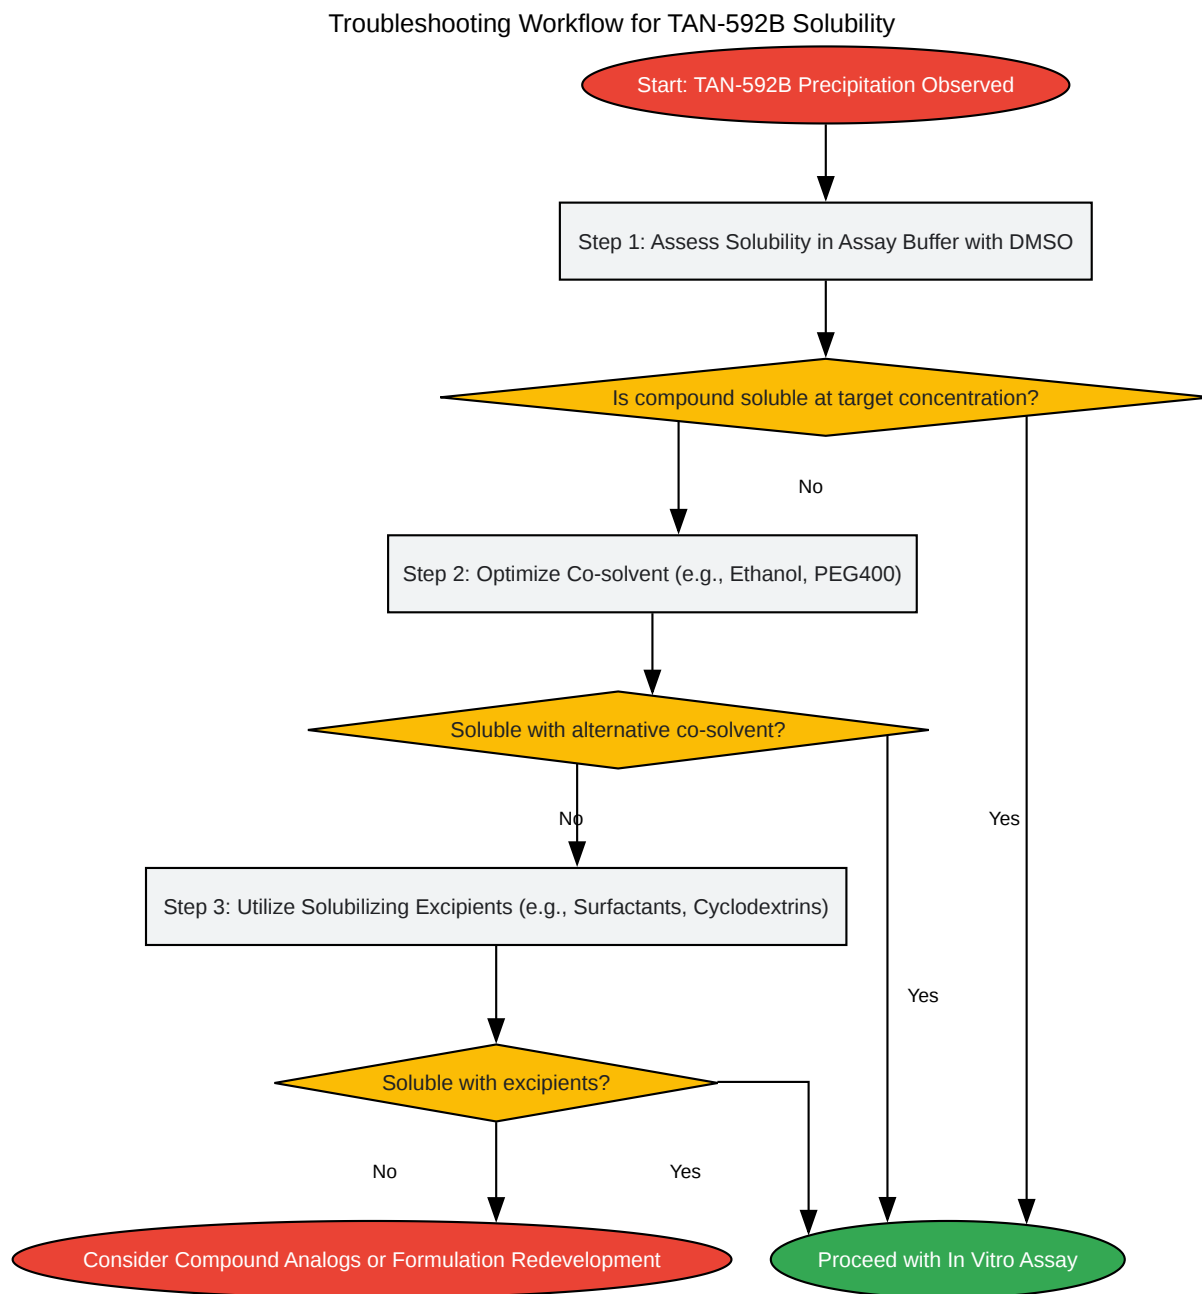 Troubleshooting Workflow for TAN-592B Solubility
Start: TAN-592B Precipitation Observed
Step 1: Assess Solubility in Assay Buffer with DMSO
Is compound soluble at target concentration?
No
Step 2: Optimize Co-solvent (e.g., Ethanol, PEG400)
Soluble with alternative co-solvent?
No
Yes
Step 3: Utilize Solubilizing Excipients (e.g., Surfactants, Cyclodextrins)
Yes
Soluble with excipients?
No
Yes
Consider Compound Analogs or Formulation Redevelopment
Proceed with In Vitro Assay